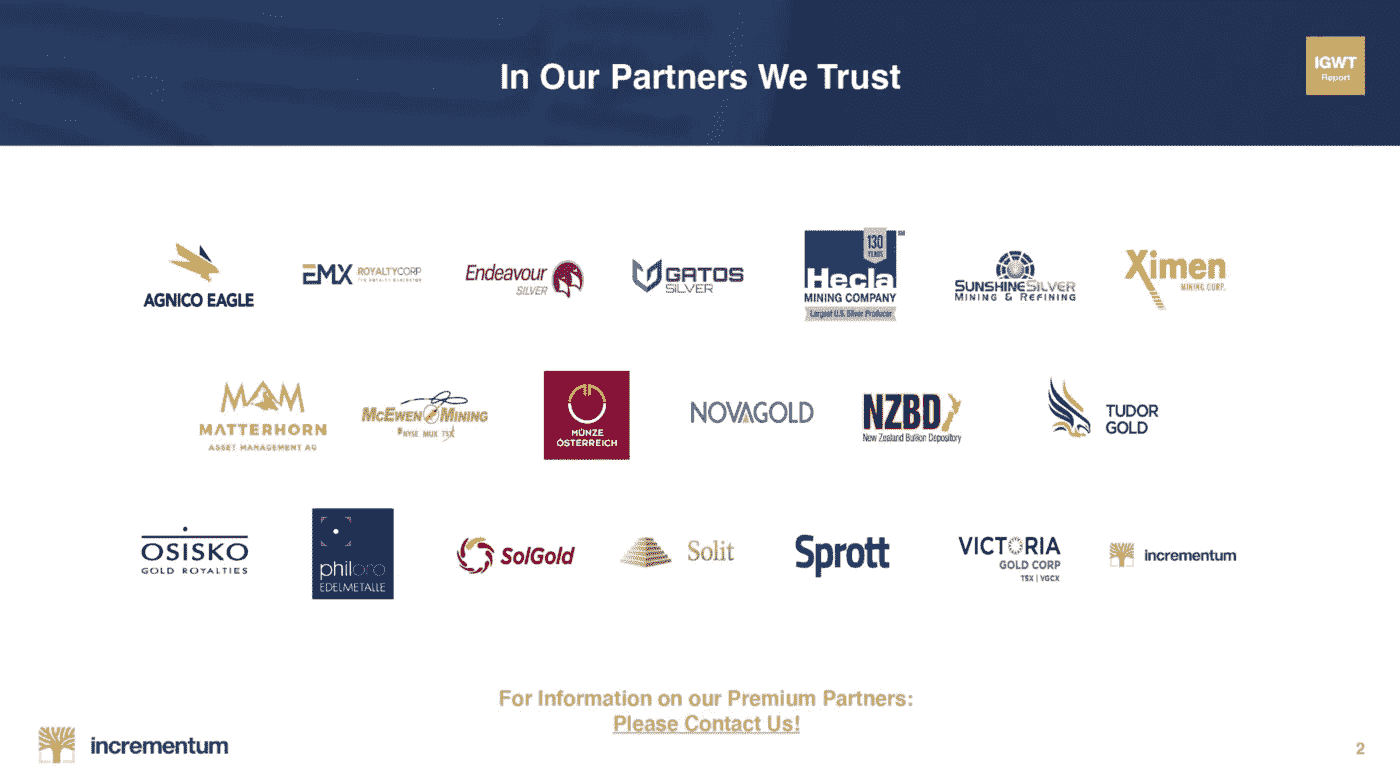 In Our Partners We Trust
IGWT
Report
AGNICO EAGLE
EMX ROYALTYCORP
Endeavour
SILVER
GATOS
SILVER
130
YEARS
SM
Hecla
MINING COMPANY
Largest U.S. Silver Producer
SUNSHINE SILVER
MINING & REFINING
Ximen
MINING CORP.
MATTERHORN
ASSET MANAGEMENT AG
MCEWEN MINING
NYSE MUX TSX
MÜNZE
ÖSTERREICH
NOVAGOLD
NZBD
New Zealand Bullion Depository
TUDOR
GOLD
OSISKO
GOLD ROYALTIES
philoro
EDELMETALLE
SolGold
Solit
Sprott
VICTORIA
GOLD CORP
TSX | VGCX
incrementum
For Information on our Premium Partners:
Please Contact Us!
incrementum
2